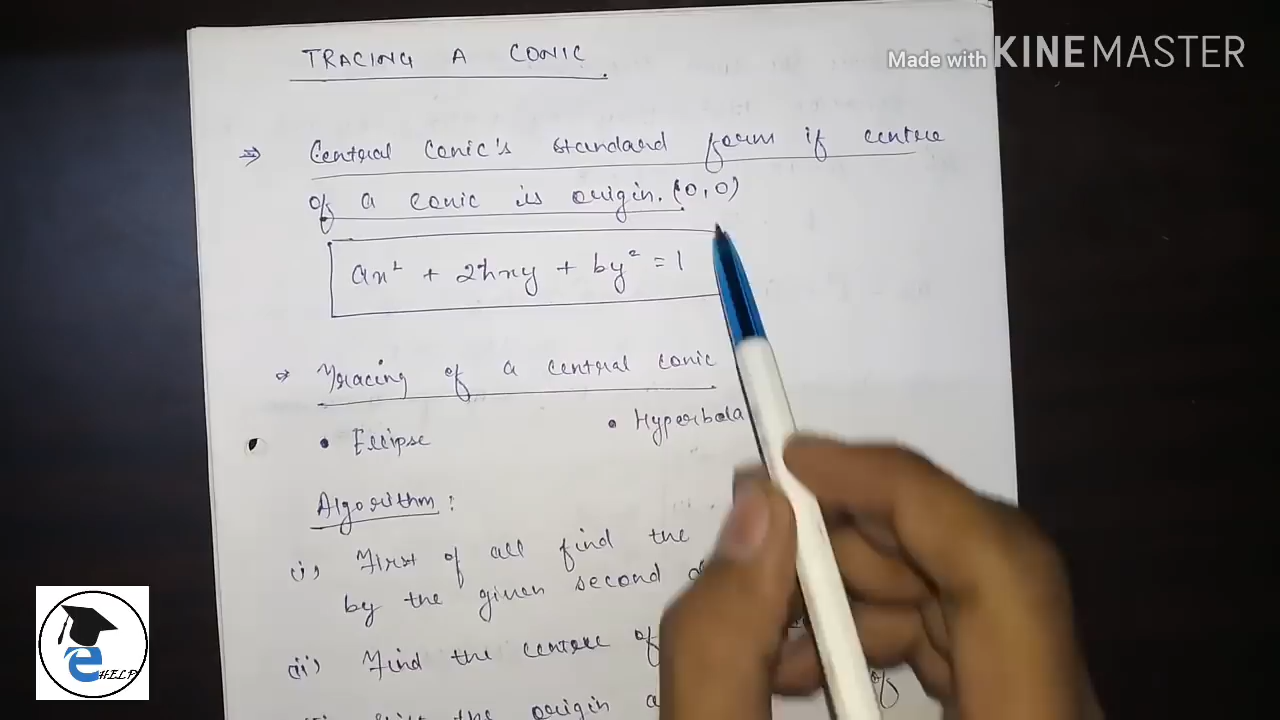 TRACING A CONIC
Made with KINEMASTER
⇒ Central Conic's standard form if centre
of a conic is origin. (0,0)
ax² + 2hxy + by² = 1
⇒ Tracing of a central conic
• Ellipse • Hyperbola
Algorithm :
(i) First of all find the
by the given second
(ii) Find the centre of
the origin
of
e HELP